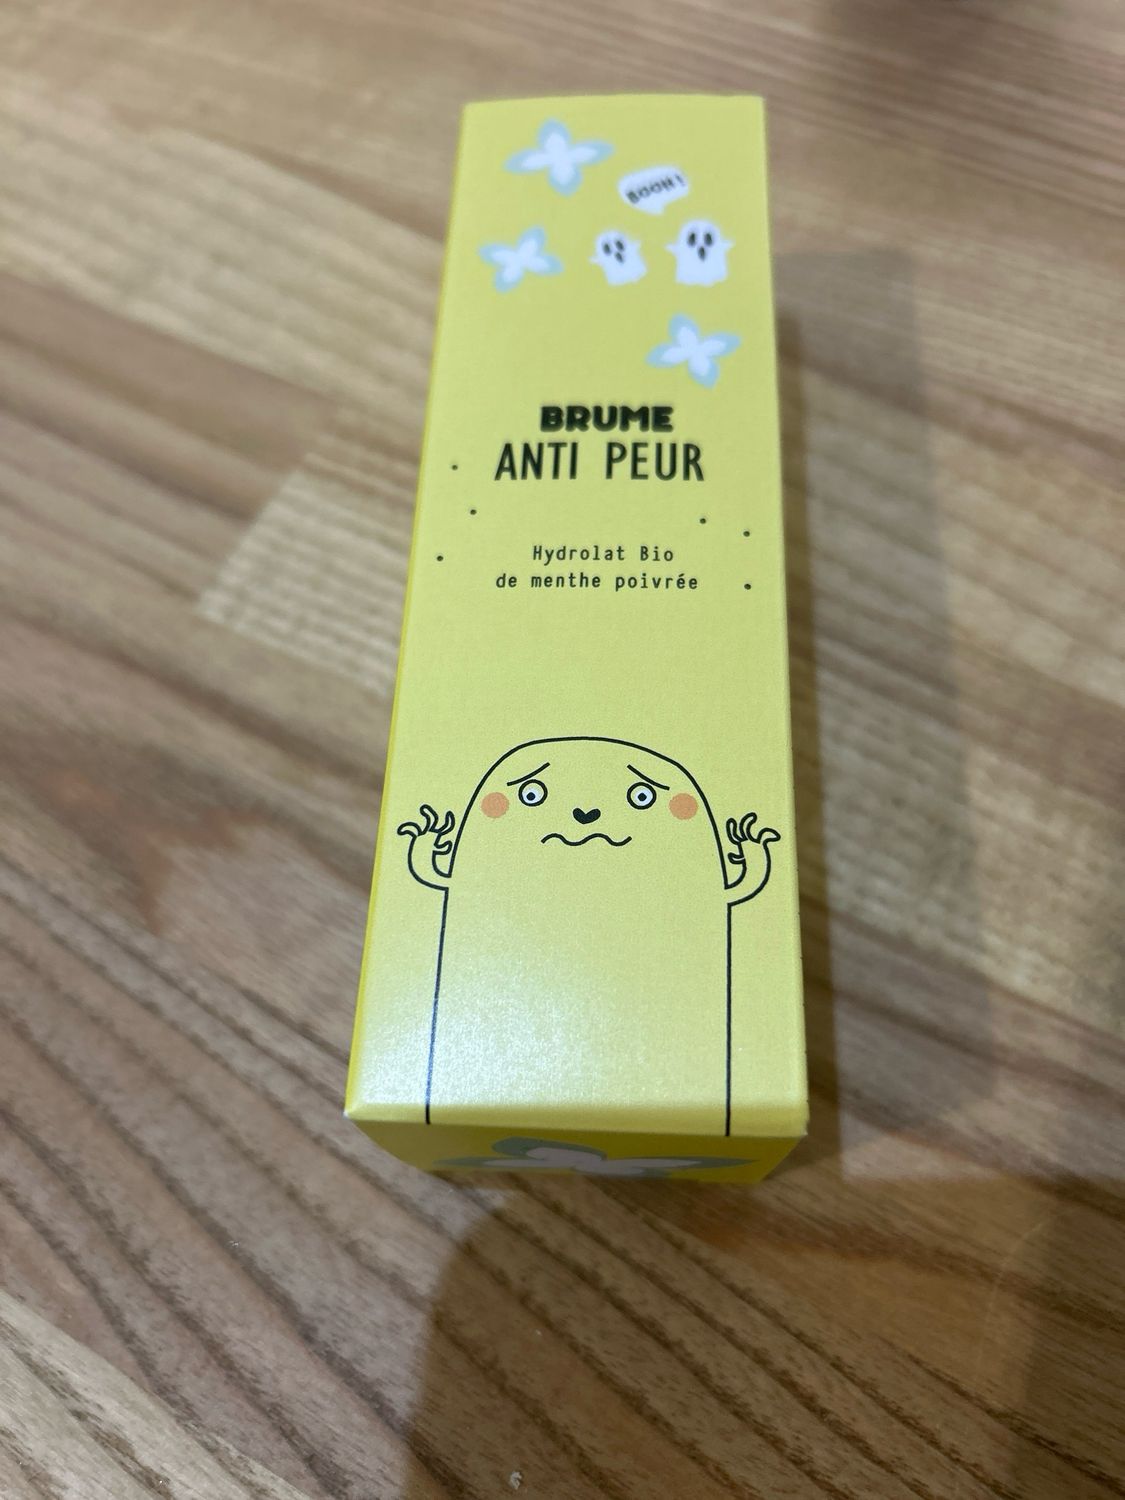 BOOH!
BRUME
ANTI PEUR
Hydrolat Bio
de menthe poivrée